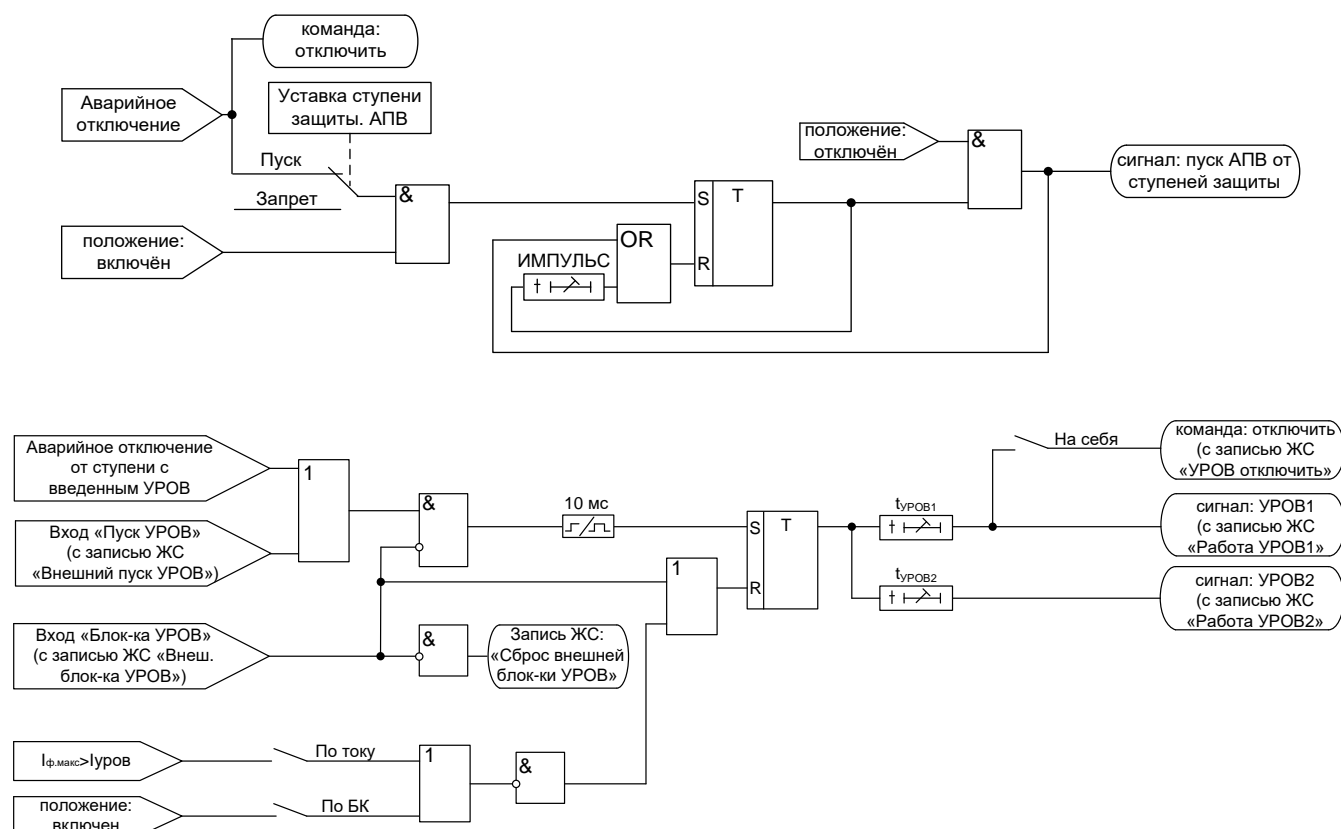 команда:
отключить
Аварийное
отключение
Уставка ступени
защиты. АПВ
Пуск
Запрет
&
положение:
включён
S
T
R
OR
ИМПУЛЬС
t
положение:
отключён
&
сигнал: пуск АПВ от
ступеней защиты
Аварийное отключение
от ступени с
введенным УРОВ
1
Вход «Пуск УРОВ»
(с записью ЖС
«Внешний пуск УРОВ»)
&
10 мс
S
T
R
1
Вход «Блок-ка УРОВ»
(с записью ЖС «Внеш.
блок-ка УРОВ»)
&
Запись ЖС:
«Сброс внешней
блок-ки УРОВ»
tУРОВ1
t
На себя
команда: отключить
(с записью ЖС
«УРОВ отключить»
сигнал: УРОВ1
(с записью ЖС
«Работа УРОВ1»
tУРОВ2
t
сигнал: УРОВ2
(с записью ЖС
«Работа УРОВ2»
Iф.макс>Iуров
По току
1
&
положение:
включен
По БК